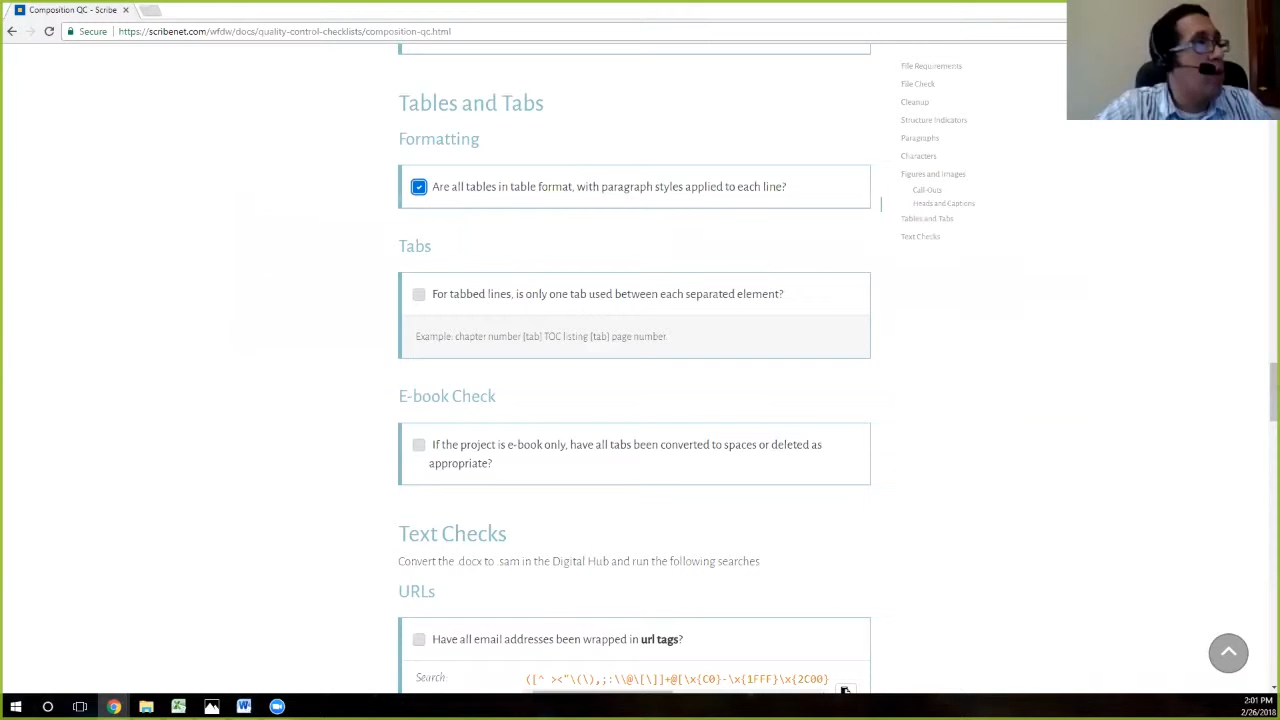 Composition QC - Scribe
Secure
https://scribenet.com/wfdw/docs/quality-control-checklists/composition-qc.html
Tables and Tabs
Formatting
Are all tables in table format, with paragraph styles applied to each line?
Tabs
For tabbed lines, is only one tab used between each separated element?
Example: chapter number [tab] TOC listing [tab] page number.
E-book Check
If the project is e-book only, have all tabs been converted to spaces or deleted as
appropriate?
Text Checks
Convert the .docx to .sam in the Digital Hub and run the following searches
URLs
Have all email addresses been wrapped in url tags?
Search:
([^ ><"\(\),;:\\@\[\]]+@[\x{C0}-\x{1FFF}\x{2C00}
File Requirements
File Check
Cleanup
Structure Indicators
Paragraphs
Characters
Figures and Images
Call-Outs
Heads and Captions
Tables and Tabs
Text Checks
2:01 PM
2/26/2018